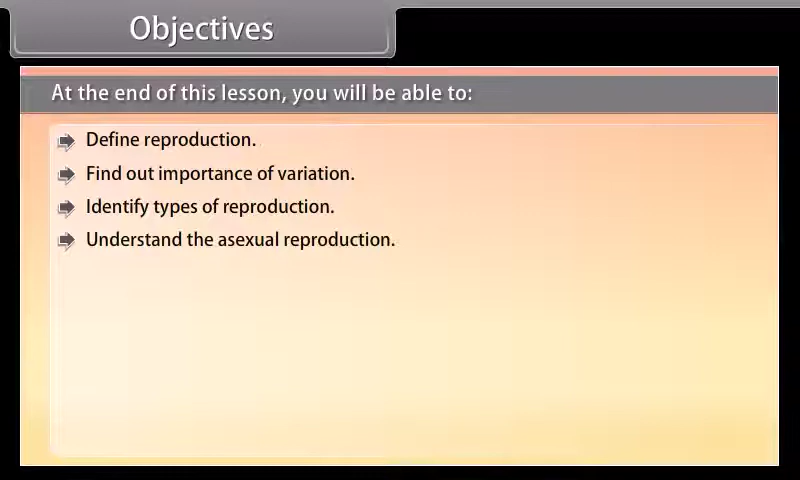 Objectives
At the end of this lesson, you will be able to:
Define reproduction.
Find out importance of variation.
Identify types of reproduction.
Understand the asexual reproduction.